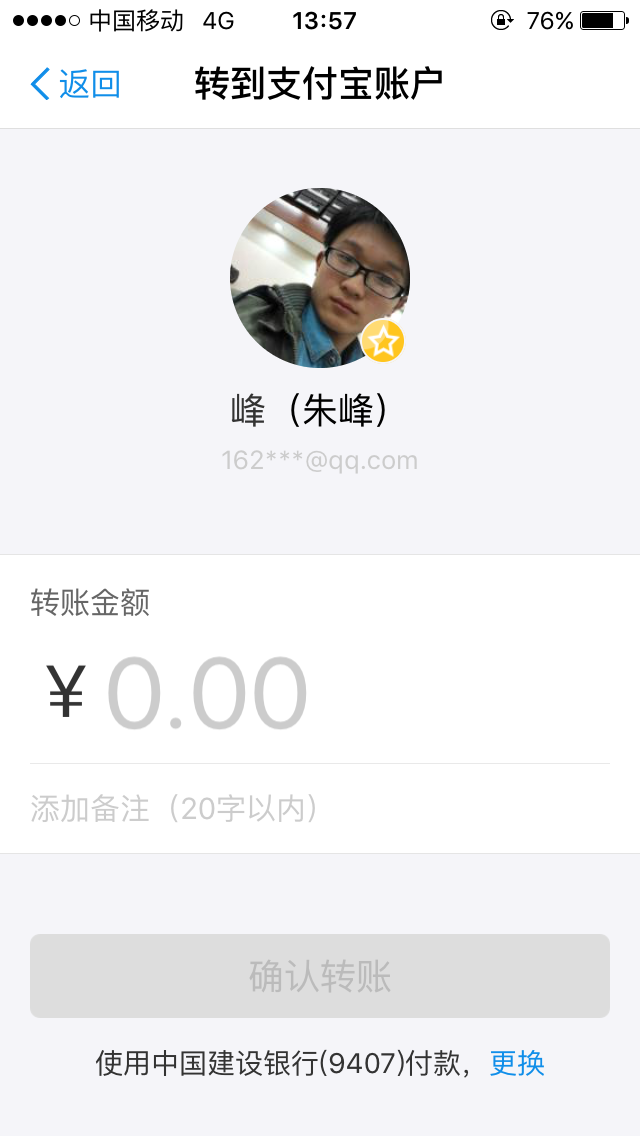 中国移动 4G 13:57 76%
返回 转到支付宝账户
峰（朱峰）
162***@qq.com
转账金额
¥ 0.00
添加备注（20字以内）
确认转账
使用中国建设银行(9407)付款，更换